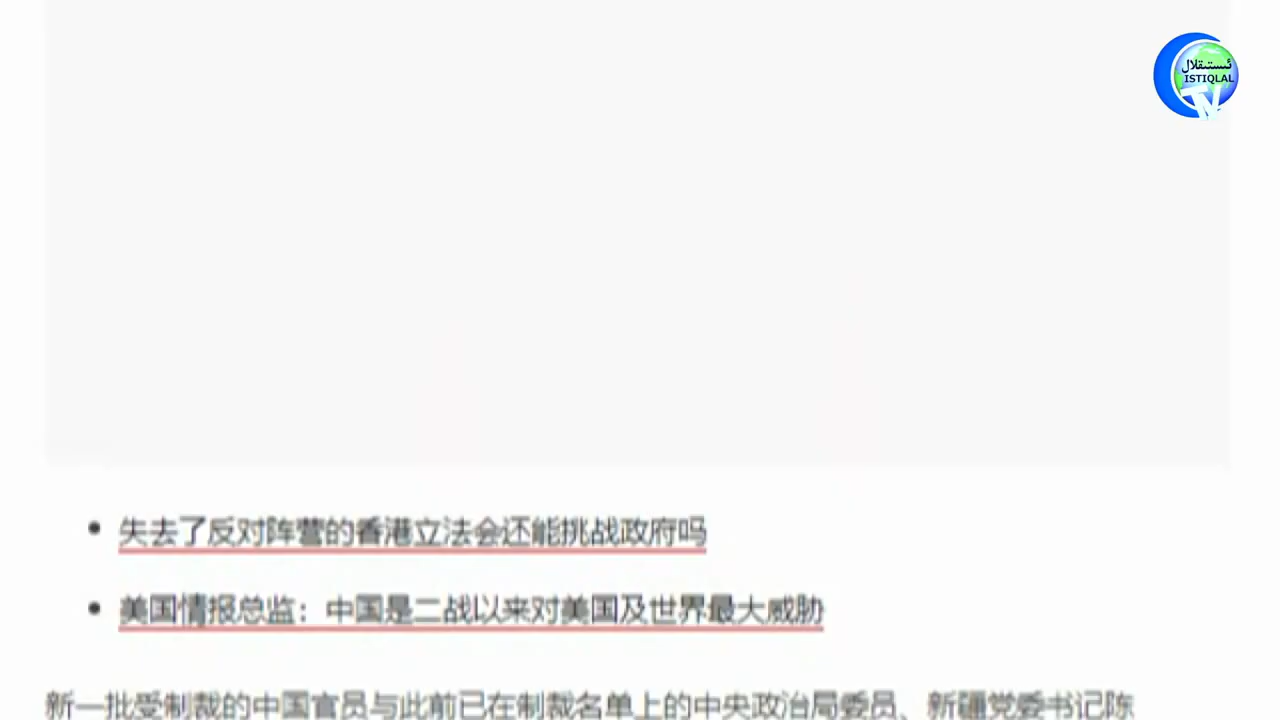 ئىستىقلال
ISTIQLAL
TV
失去了反对阵营的香港立法会还能挑战政府吗
美国情报总监：中国是二战以来对美国及世界最大威胁
新一批受制裁的中国官员与此前已在制裁名单上的中央政治局委员、新疆党委书记陈